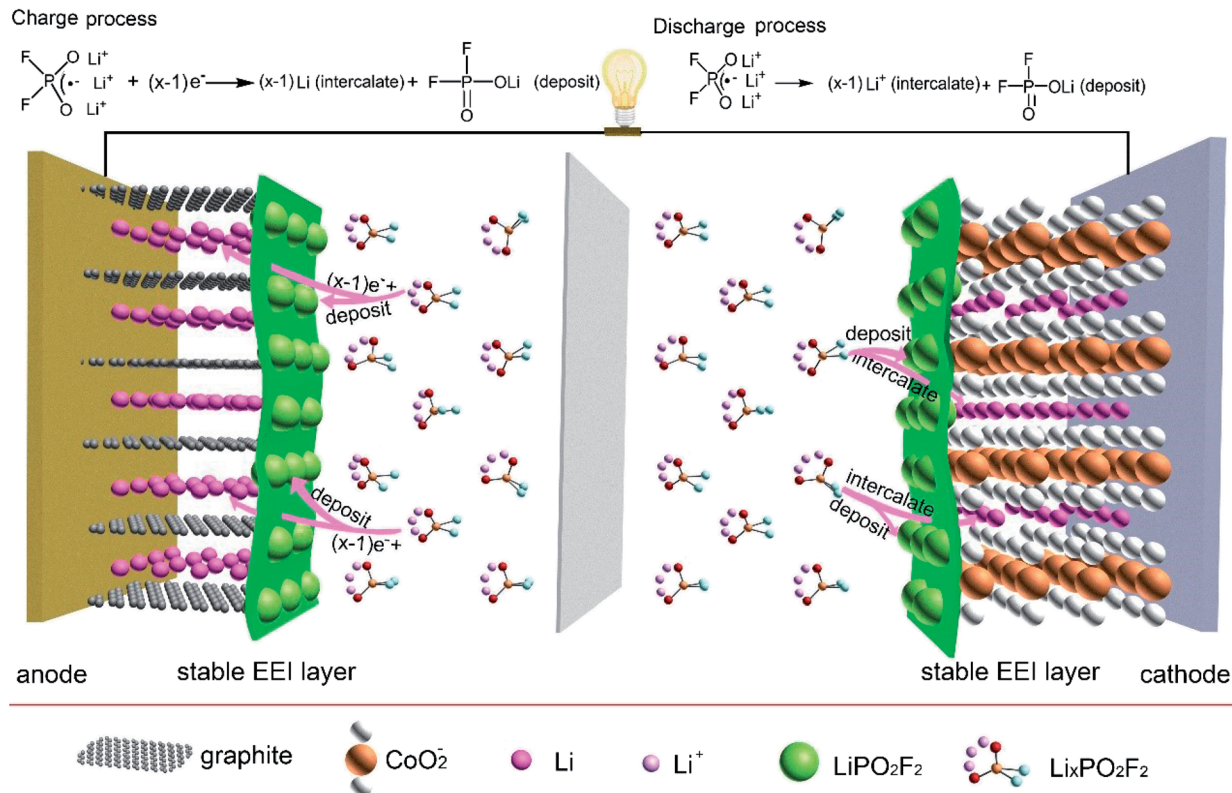 Charge process
Discharge process
F
F
P
O
O
Li⁺
Li⁺
Li⁺
+ (x-1)e⁻ (x-1)Li (intercalate) +
F
F
P
OLi
O
(deposit)
F
F
P
O
O
Li⁺
Li⁺
Li⁺
(x-1)Li⁺ (intercalate) +
F
F
P
OLi
O
(deposit)
(x-1)e⁻+
deposit
deposit
intercalate
deposit
(x-1)e⁻+
intercalate
deposit
anode
stable EEI layer
stable EEI layer
cathode
graphite
CoO₂⁻
Li
Li⁺
LiPO₂F₂
LiₓPO₂F₂